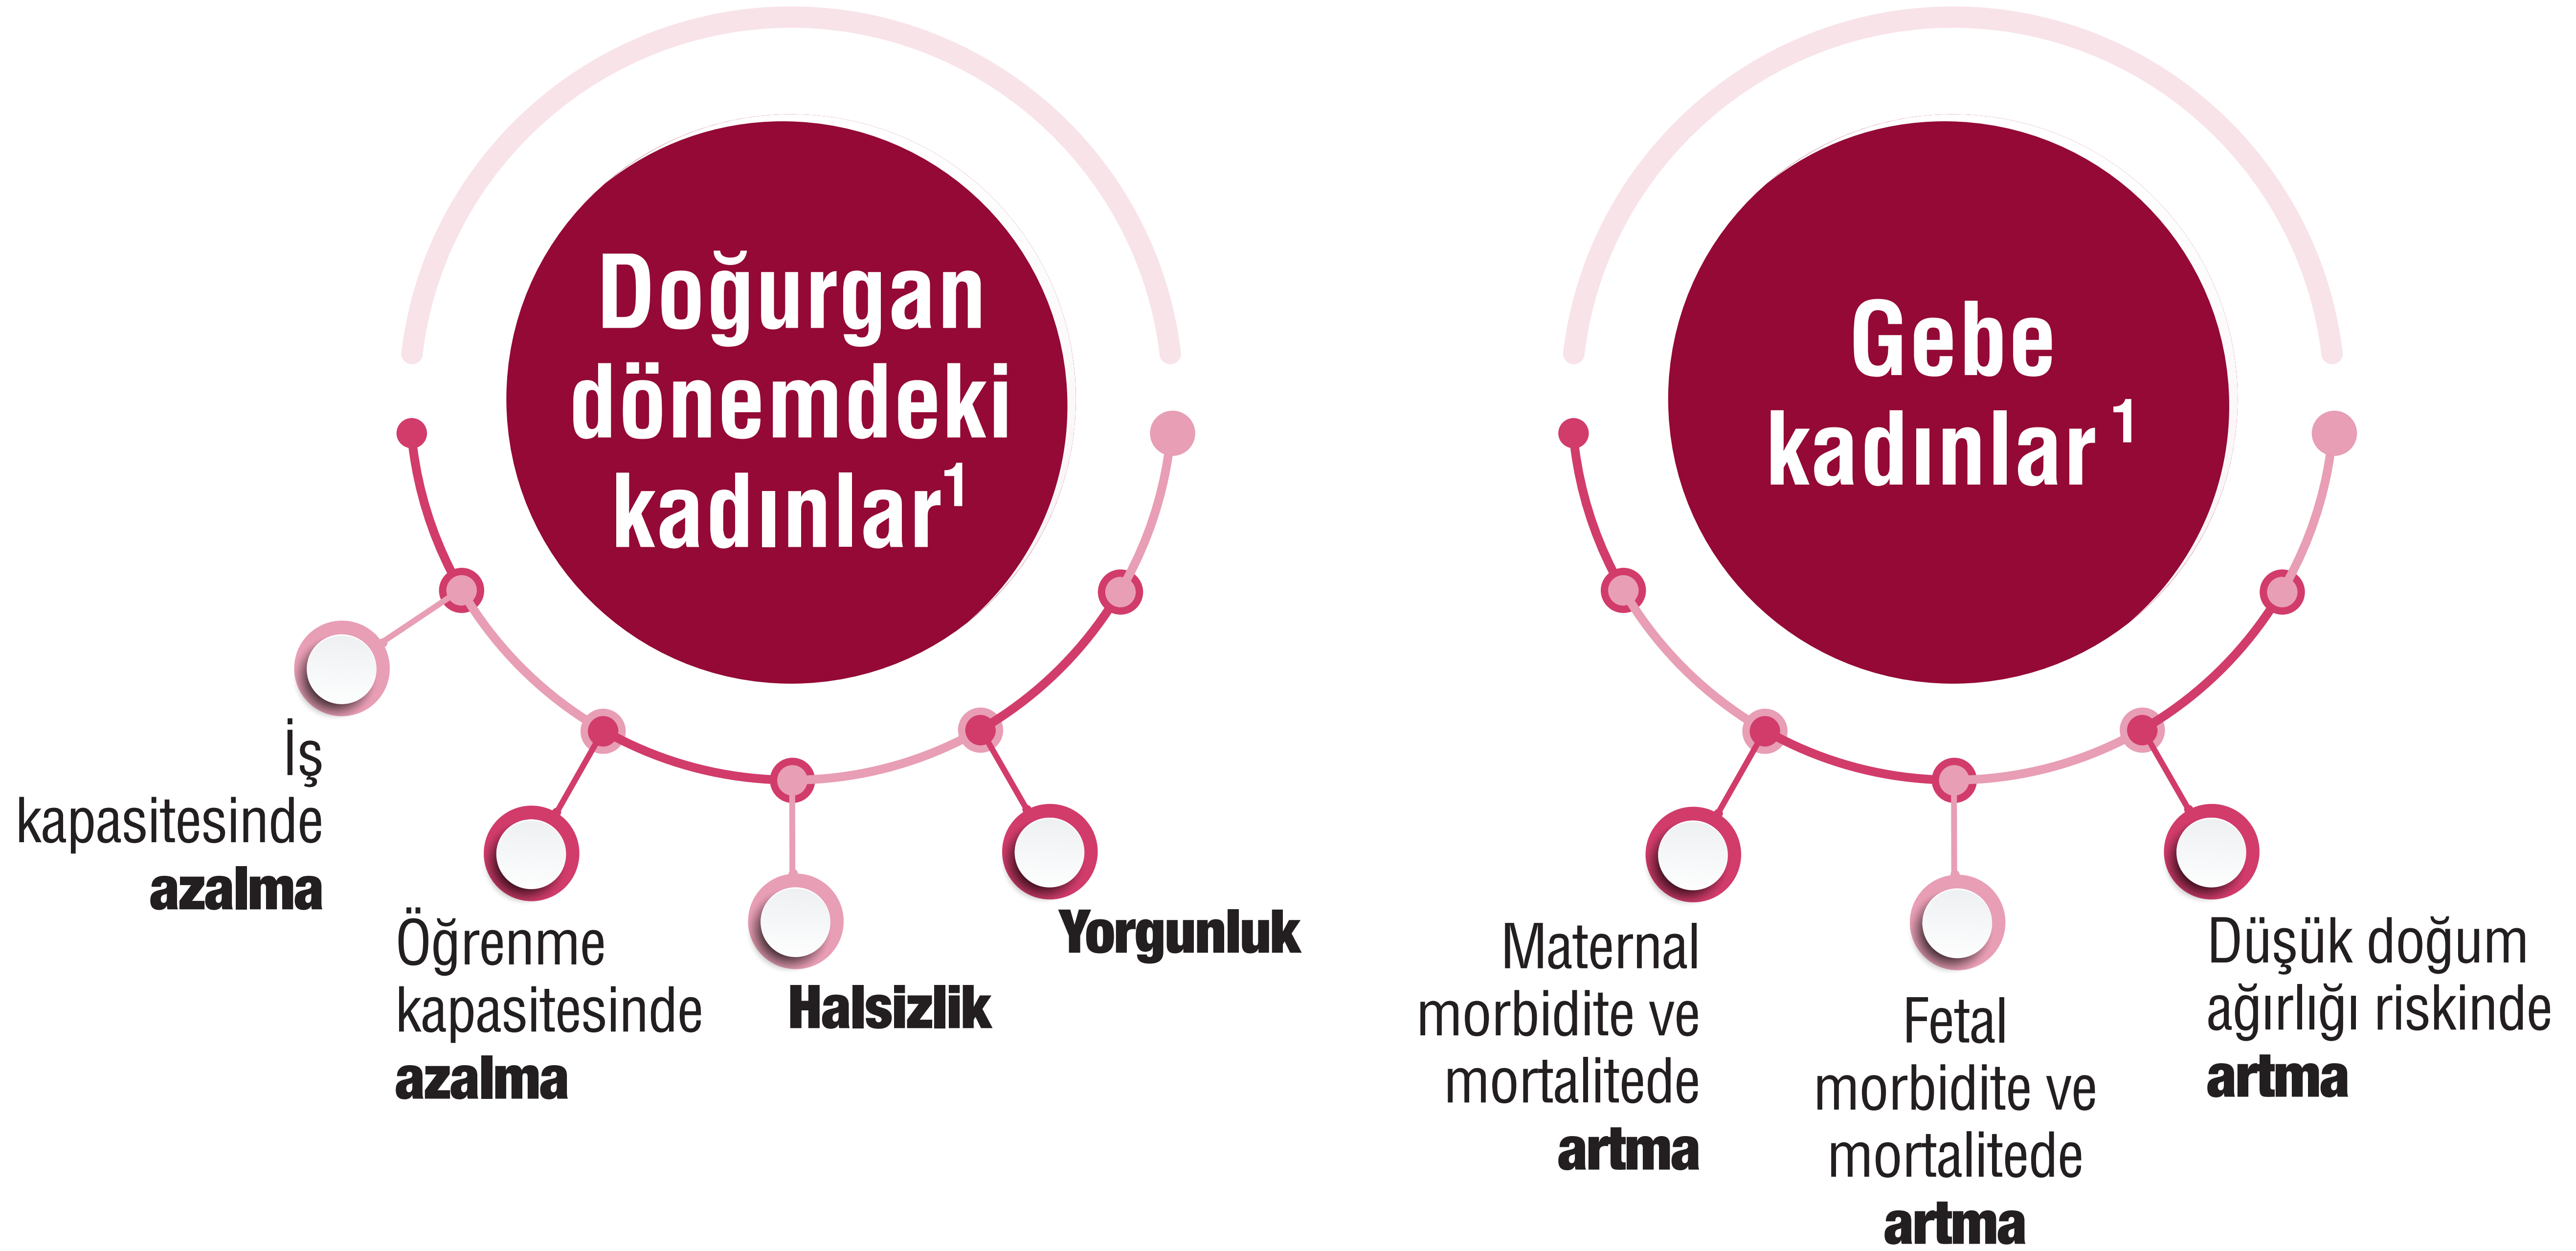 Doğurgan
dönemdeki
kadınlar¹
İş
kapasitesinde
azalma
Öğrenme
kapasitesinde
azalma
Halsizlik
Yorgunluk
Gebe
kadınlar ¹
Maternal
morbidite ve
mortalitede
artma
Fetal
morbidite ve
mortalitede
artma
Düşük doğum
ağırlığı riskinde
artma